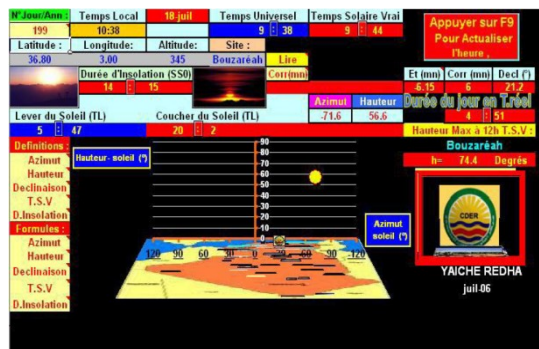 N°Jour/Ann : Temps Local 18-juil Temps Universel Temps Solaire Vrai
199 10:38 9 : 38 9 : 44
Appuyer sur F9
Pour Actualiser
l'heure .
Latitude : Longitude: Altitude: Site :
36.80 3.00 345 Bouzaréah Lire
Durée d'Insolation (SS0) Corr(mn) Et (mn) Corr (mn) Decl (°)
14 : 15 -6.15 6 21.2
Azimut Hauteur Durée du jour en T.réel
-71.6 56.6 4 : 51
Lever du Soleil (TL) Coucher du Soleil (TL) Hauteur Max à 12h T.S.V :
5 : 47 20 : 2 Bouzaréah
h= 74.4 Degrés
Definitions :
Azimut
Hauteur
Declinaison
T.S.V
D.Insolation
Formules :
Azimut
Hauteur
Declinaison
T.S.V
D.Insolation
Hauteur- soleil (°)
90
80
70
60
50
40
30
20
10
0
120 90 60 30 0 30 60 90 120
Azimut
soleil (°)
CDER
YAICHE REDHA
juil-06